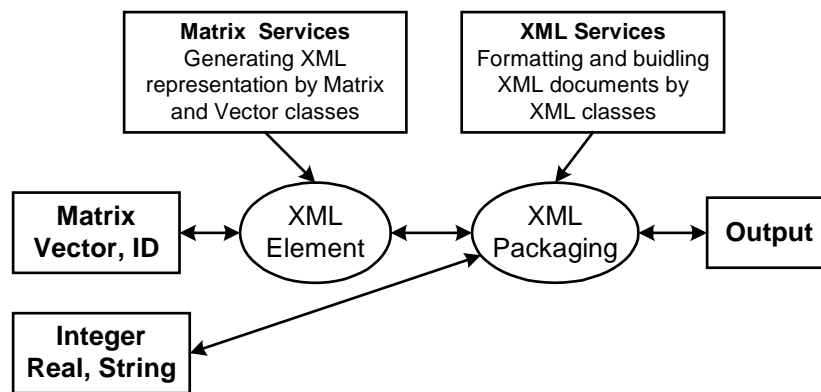 Matrix Services
Generating XML
representation by Matrix
and Vector classes
XML Services
Formatting and buidling
XML documents by
XML classes
Matrix
Vector, ID
XML
Element
XML
Packaging
Output
Integer
Real, String